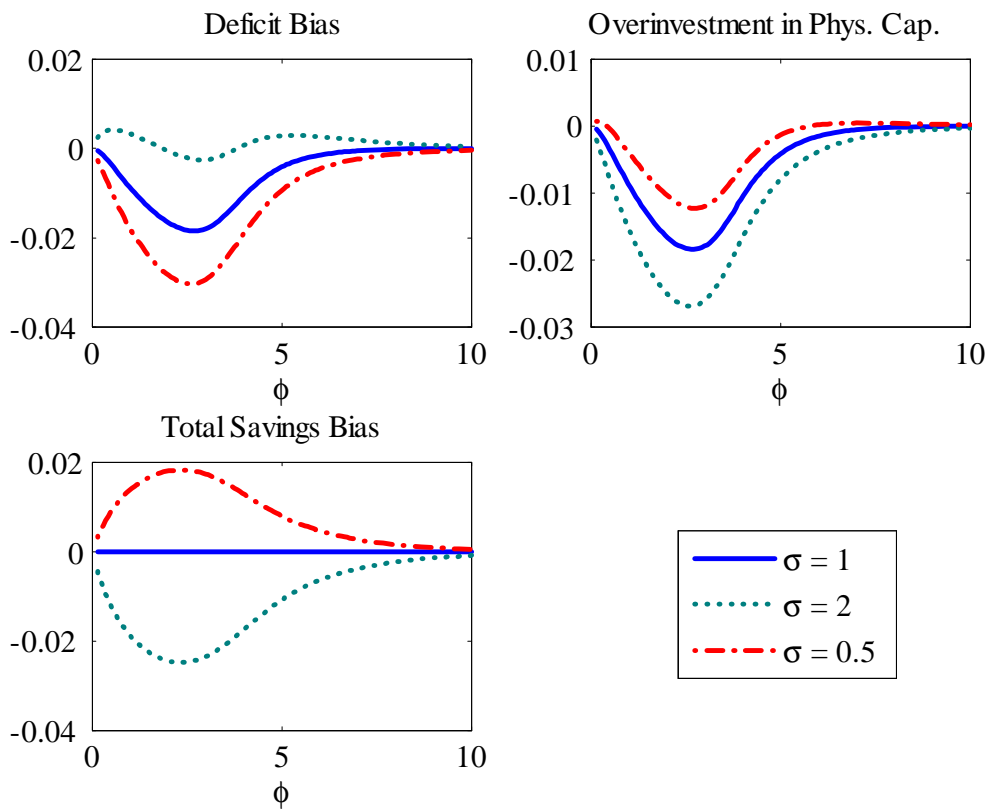 Deficit Bias
0.02
0
-0.02
-0.04
0
5
10
ϕ
Overinvestment in Phys. Cap.
0.01
0
-0.01
-0.02
-0.03
0
5
10
ϕ
Total Savings Bias
0.02
0
-0.02
-0.04
0
5
10
ϕ
σ = 1
σ = 2
σ = 0.5